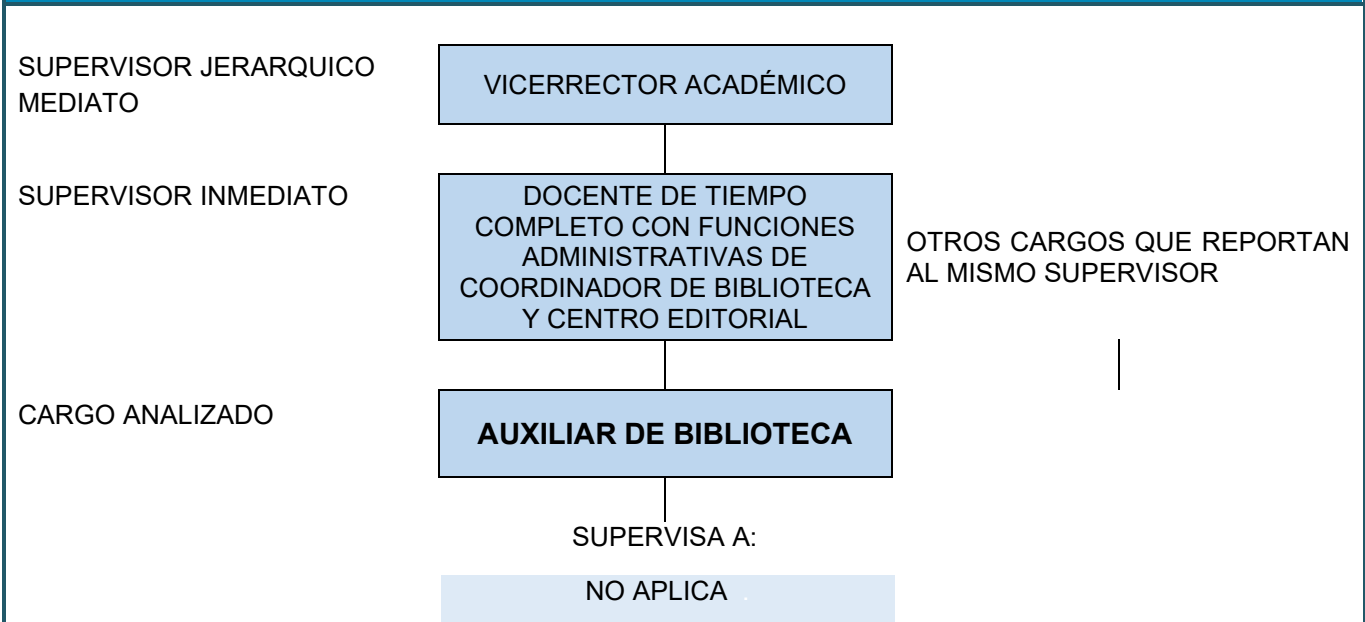 SUPERVISOR JERARQUICO
MEDIATO
VICERRECTOR ACADÉMICO
SUPERVISOR INMEDIATO
DOCENTE DE TIEMPO
COMPLETO CON FUNCIONES
ADMINISTRATIVAS DE
COORDINADOR DE BIBLIOTECA
Y CENTRO EDITORIAL
OTROS CARGOS QUE REPORTAN
AL MISMO SUPERVISOR
CARGO ANALIZADO
AUXILIAR DE BIBLIOTECA
SUPERVISA A:
NO APLICA .